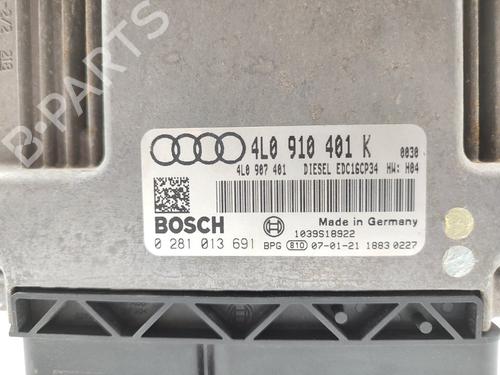 4L0 910 401 K 0030
4L0 907 401 DIESEL EDC16CP34 HW: H04
Made in Germany
BOSCH
1039S18922
0 281 013 691 BPG 810 07-01-21 1883 0227
B-PARTS